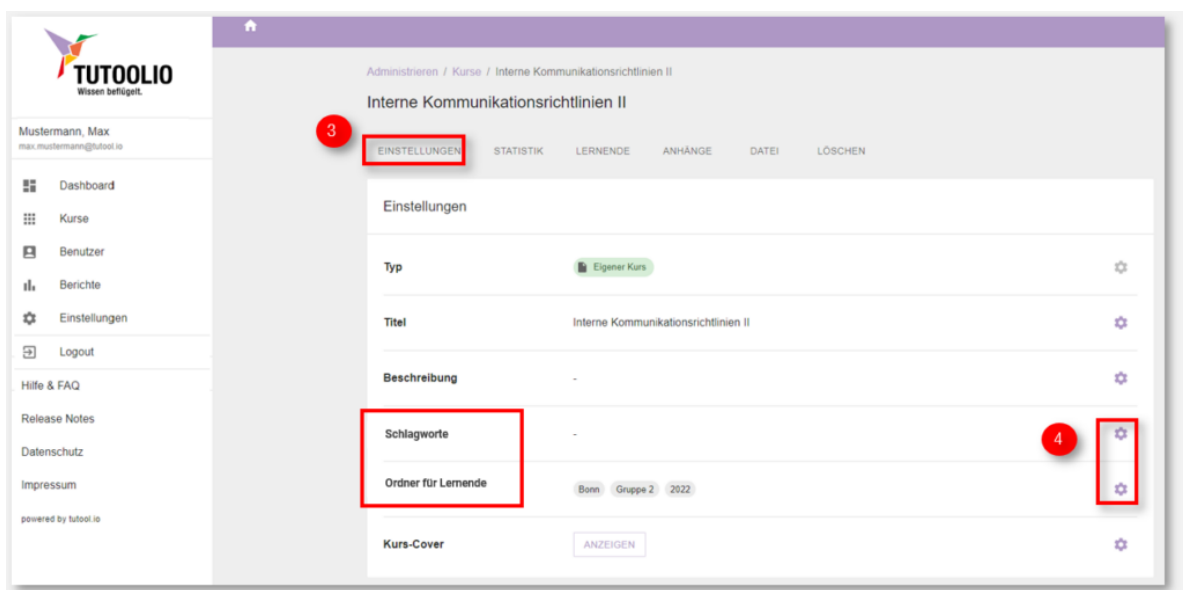 TUTOOLIO
Wissen beflügelt.
Mustermann, Max
max.mustermann@tutool.io
Dashboard
Kurse
Benutzer
Berichte
Einstellungen
Logout
Hilfe & FAQ
Release Notes
Datenschutz
Impressum
powered by tutool.io
Administrieren / Kurse / Interne Kommunikationsrichtlinien II
Interne Kommunikationsrichtlinien II
3
EINSTELLUNGEN STATISTIK LERNENDE ANHÄNGE DATEI LÖSCHEN
Einstellungen
Typ Eigener Kurs
Titel Interne Kommunikationsrichtlinien II
Beschreibung -
Schlagworte - 4
Ordner für Lernende Bonn Gruppe 2 2022
Kurs-Cover ANZEIGEN